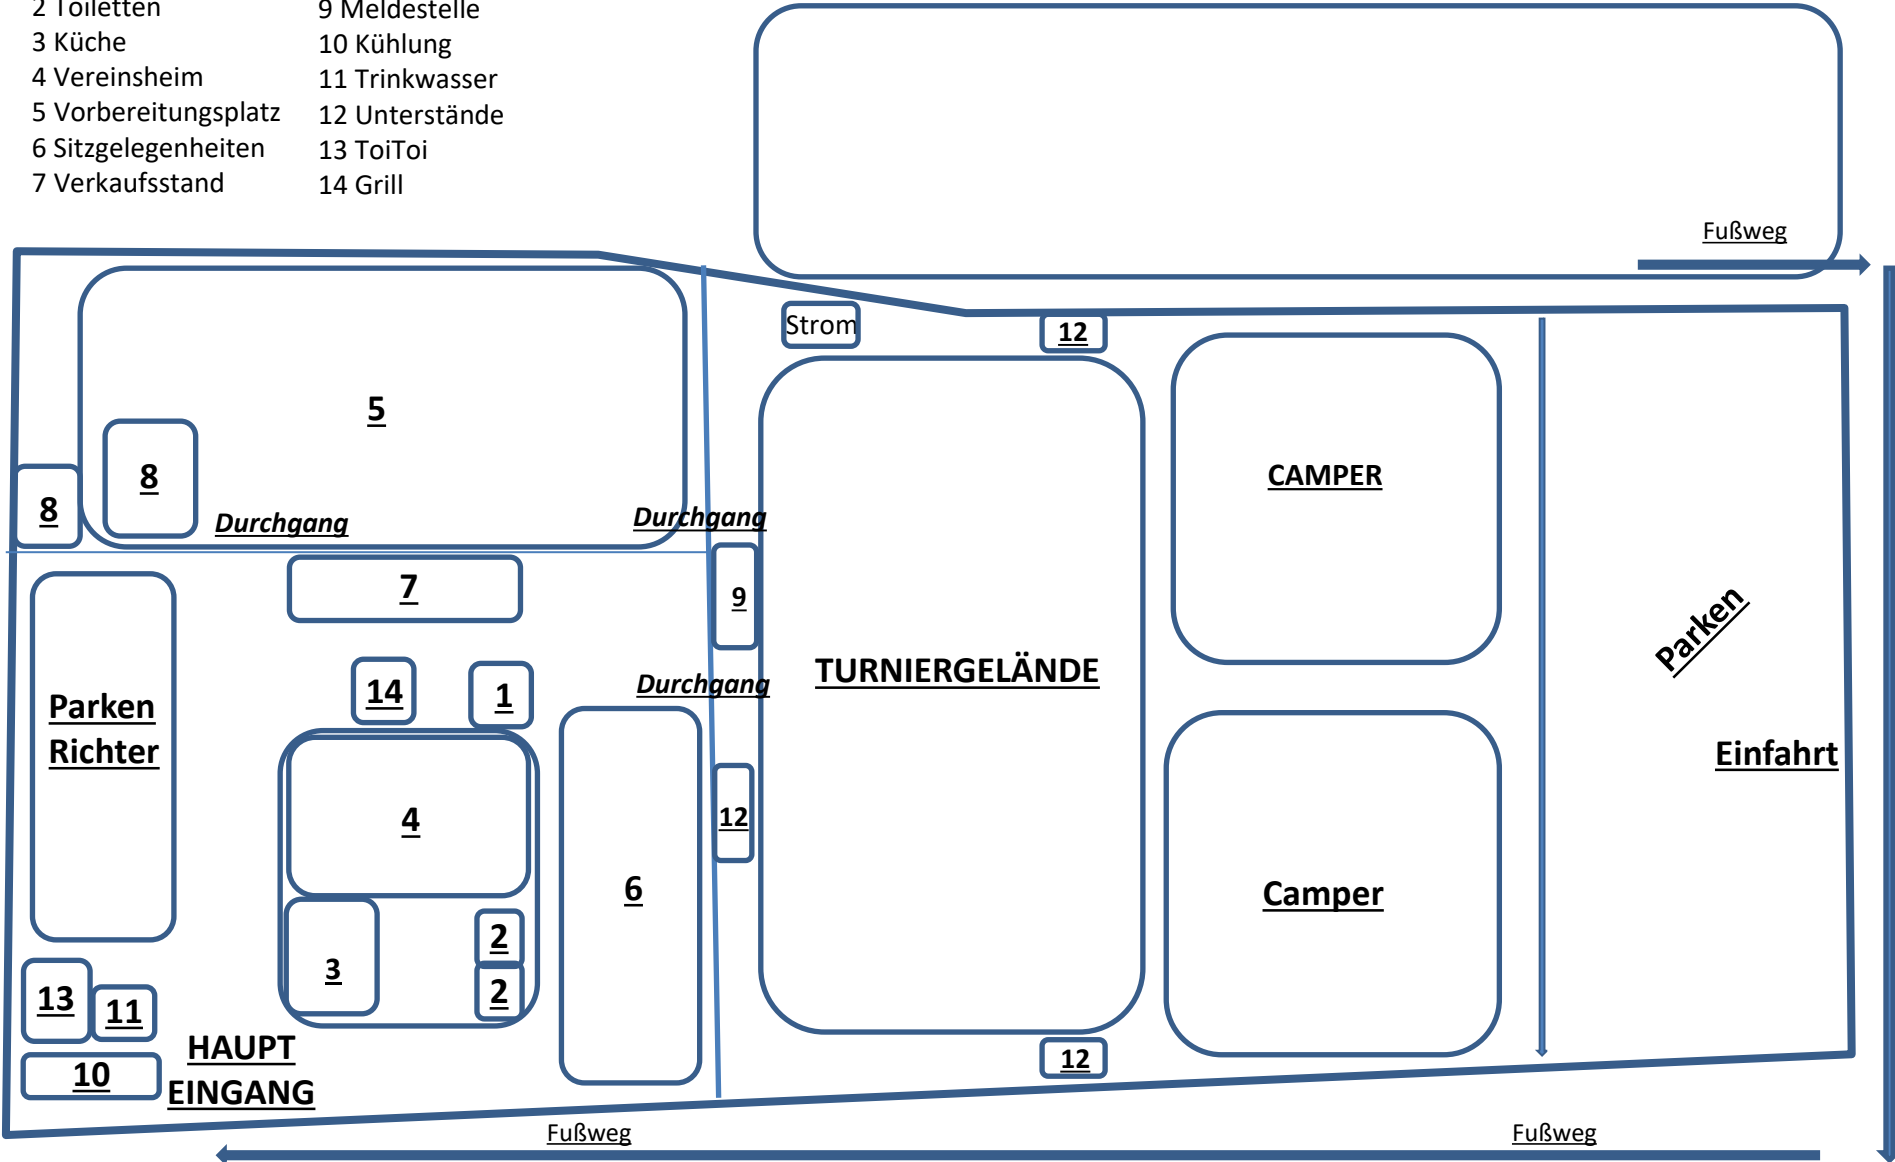 2 Toiletten
3 Küche
4 Vereinsheim
5 Vorbereitungsplatz
6 Sitzgelegenheiten
7 Verkaufsstand
9 Meldestelle
10 Kühlung
11 Trinkwasser
12 Unterstände
13 ToiToi
14 Grill
Fußweg
Strom
12
5
8
8
Durchgang
Durchgang
CAMPER
7
9
TURNIERGELÄNDE
Parken
Einfahrt
Durchgang
14
1
Parken
Richter
4
12
6
Camper
2
3
2
13
11
HAUPT
EINGANG
10
12
Fußweg
Fußweg